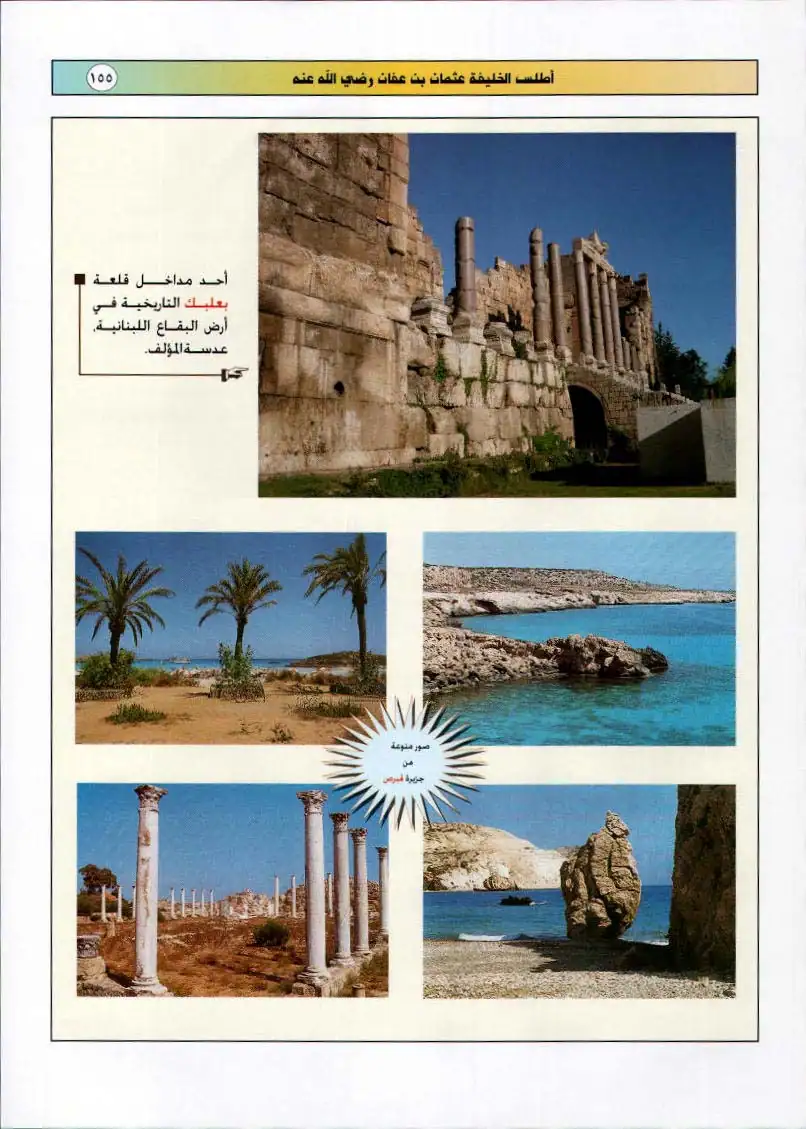 أطلس الخليفة عثمان بن عفان رضي الله عنه
١٥٥
أحد مداخل قلعة
بعلبك التاريخية في
أرض البقاع اللبنانية،
عدسة المؤلف.
صور منوعة
من
جزيرة قبرص